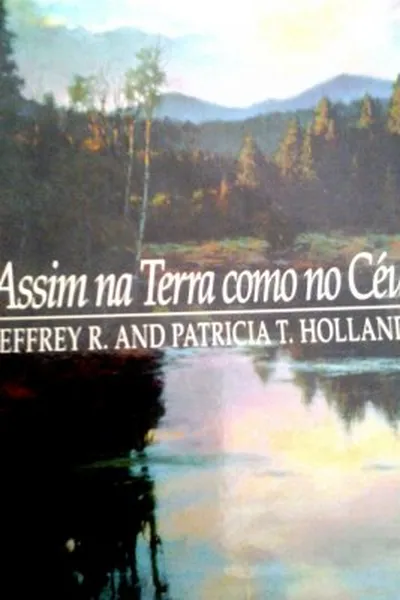 Assim na Terra como no Céu
EFFREY R. AND PATRICIA T. HOLLAND